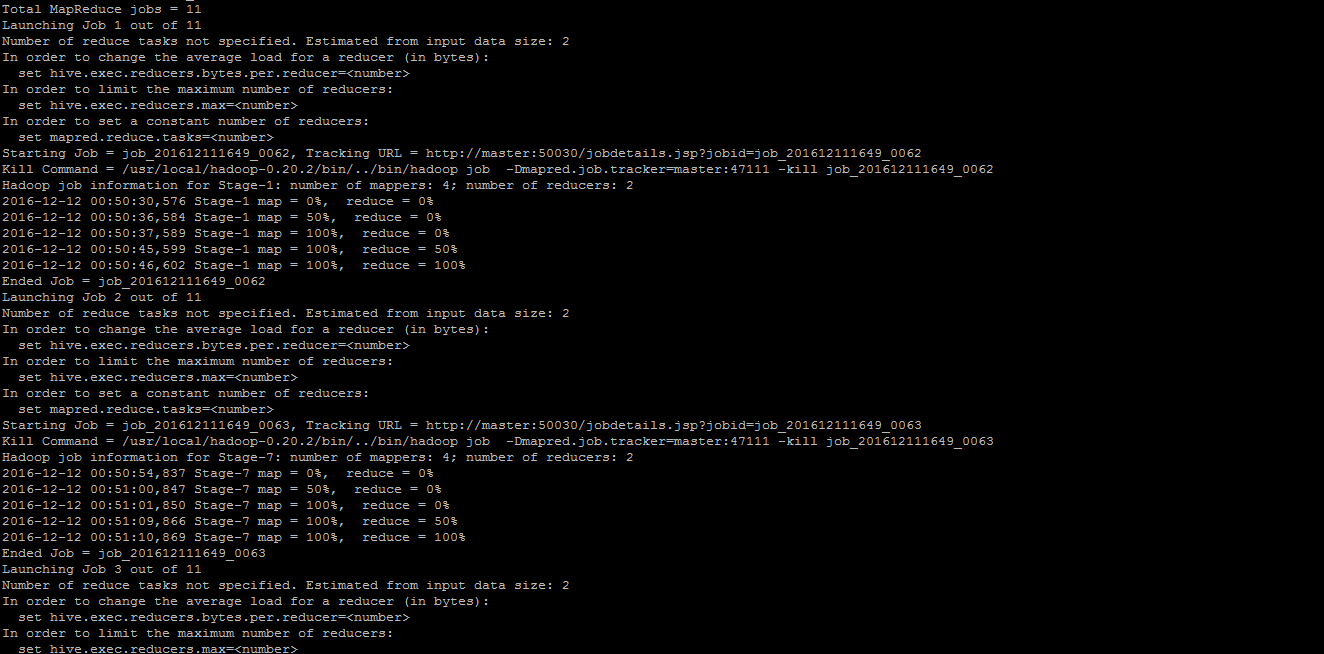 Total MapReduce jobs = 11
Launching Job 1 out of 11
Number of reduce tasks not specified. Estimated from input data size: 2
In order to change the average load for a reducer (in bytes):
  set hive.exec.reducers.bytes.per.reducer=<number>
In order to limit the maximum number of reducers:
  set hive.exec.reducers.max=<number>
In order to set a constant number of reducers:
  set mapred.reduce.tasks=<number>
Starting Job = job_201612111649_0062, Tracking URL = http://master:50030/jobdetails.jsp?jobid=job_201612111649_0062
Kill Command = /usr/local/hadoop-0.20.2/bin/../bin/hadoop job  -Dmapred.job.tracker=master:47111 -kill job_201612111649_0062
Hadoop job information for Stage-1: number of mappers: 4; number of reducers: 2
2016-12-12 00:50:30,576 Stage-1 map = 0%,  reduce = 0%
2016-12-12 00:50:36,584 Stage-1 map = 50%,  reduce = 0%
2016-12-12 00:50:37,589 Stage-1 map = 100%,  reduce = 0%
2016-12-12 00:50:45,599 Stage-1 map = 100%,  reduce = 50%
2016-12-12 00:50:46,602 Stage-1 map = 100%,  reduce = 100%
Ended Job = job_201612111649_0062
Launching Job 2 out of 11
Number of reduce tasks not specified. Estimated from input data size: 2
In order to change the average load for a reducer (in bytes):
  set hive.exec.reducers.bytes.per.reducer=<number>
In order to limit the maximum number of reducers:
  set hive.exec.reducers.max=<number>
In order to set a constant number of reducers:
  set mapred.reduce.tasks=<number>
Starting Job = job_201612111649_0063, Tracking URL = http://master:50030/jobdetails.jsp?jobid=job_201612111649_0063
Kill Command = /usr/local/hadoop-0.20.2/bin/../bin/hadoop job  -Dmapred.job.tracker=master:47111 -kill job_201612111649_0063
Hadoop job information for Stage-7: number of mappers: 4; number of reducers: 2
2016-12-12 00:50:54,837 Stage-7 map = 0%,  reduce = 0%
2016-12-12 00:51:00,847 Stage-7 map = 50%,  reduce = 0%
2016-12-12 00:51:01,850 Stage-7 map = 100%,  reduce = 0%
2016-12-12 00:51:09,866 Stage-7 map = 100%,  reduce = 50%
2016-12-12 00:51:10,869 Stage-7 map = 100%,  reduce = 100%
Ended Job = job_201612111649_0063
Launching Job 3 out of 11
Number of reduce tasks not specified. Estimated from input data size: 2
In order to change the average load for a reducer (in bytes):
  set hive.exec.reducers.bytes.per.reducer=<number>
In order to limit the maximum number of reducers:
  set hive.exec.reducers.max=<number>